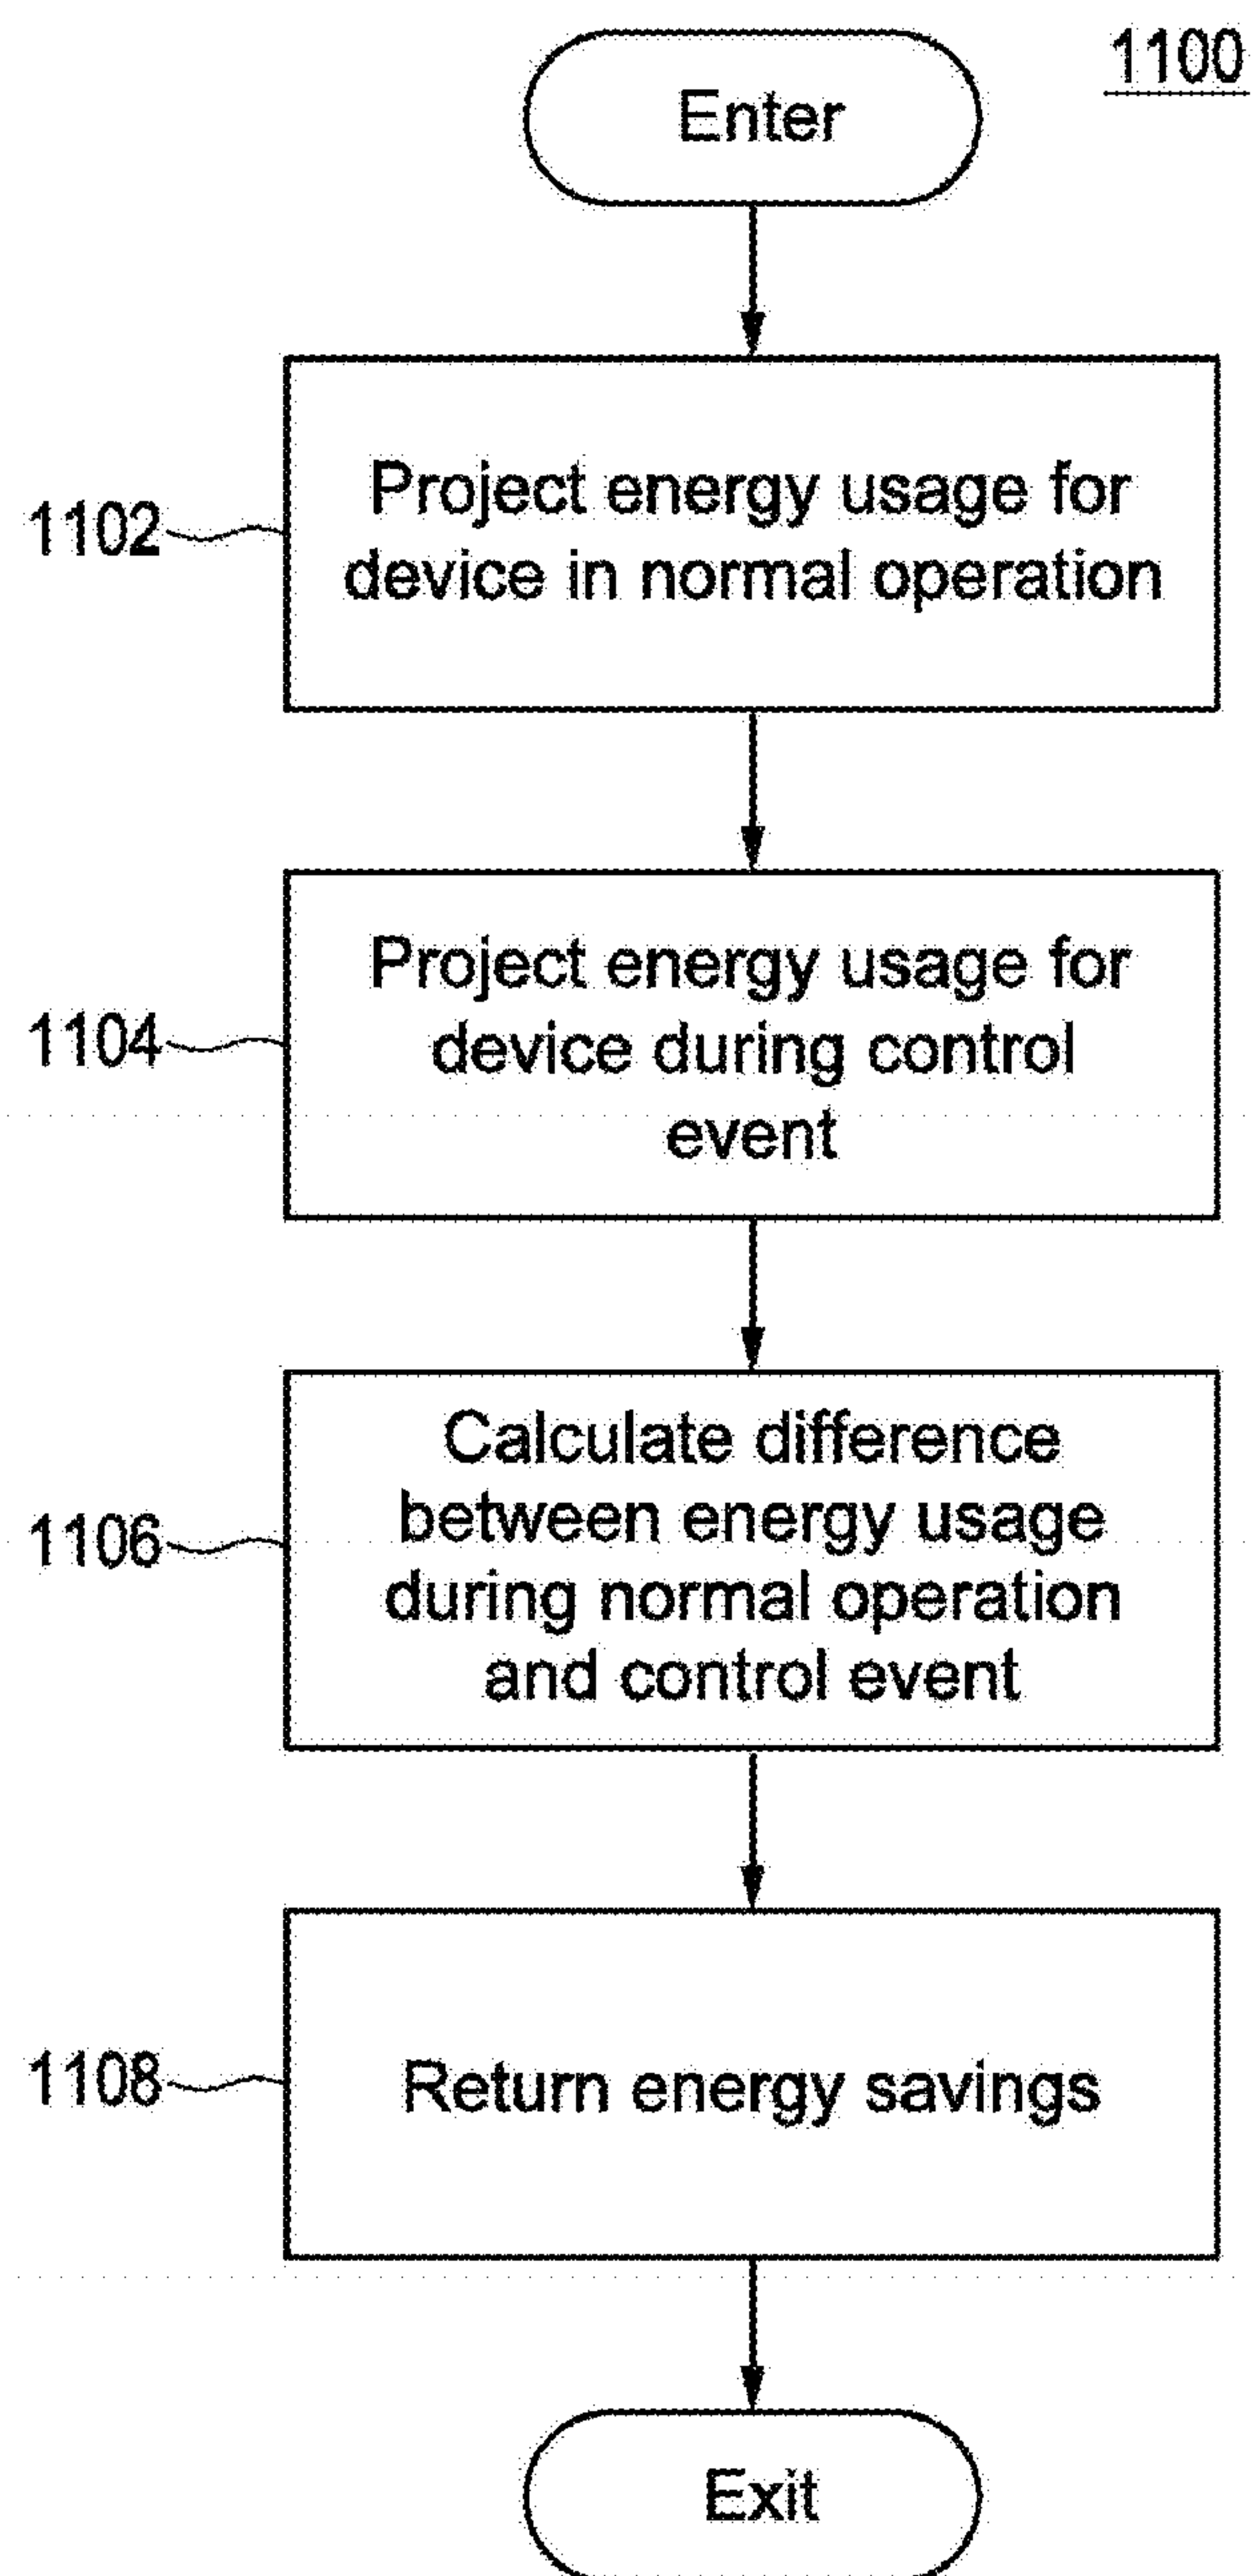 1100
Enter
1102
Project energy usage for
device in normal operation
1104
Project energy usage for
device during control
event
1106
Calculate difference
between energy usage
during normal operation
and control event
1108
Return energy savings
Exit